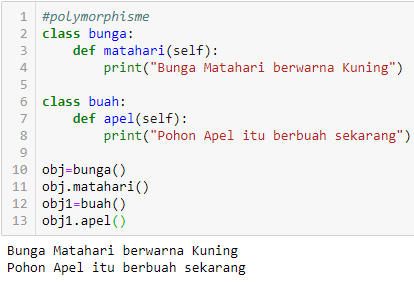 1 #polymorphisme
2 class bunga:
3     def matahari(self):
4         print("Bunga Matahari berwarna Kuning")
5
6 class buah:
7     def apel(self):
8         print("Pohon Apel itu berbuah sekarang")
9
10 obj=bunga()
11 obj.matahari()
12 obj1=buah()
13 obj1.apel()
Bunga Matahari berwarna Kuning
Pohon Apel itu berbuah sekarang